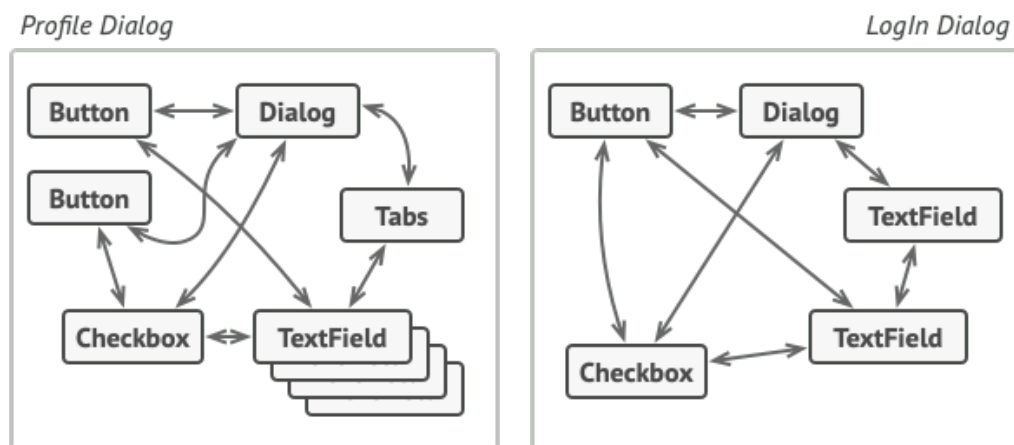 Profile Dialog
Button
Dialog
Button
Tabs
Checkbox
TextField
LogIn Dialog
Button
Dialog
TextField
TextField
Checkbox